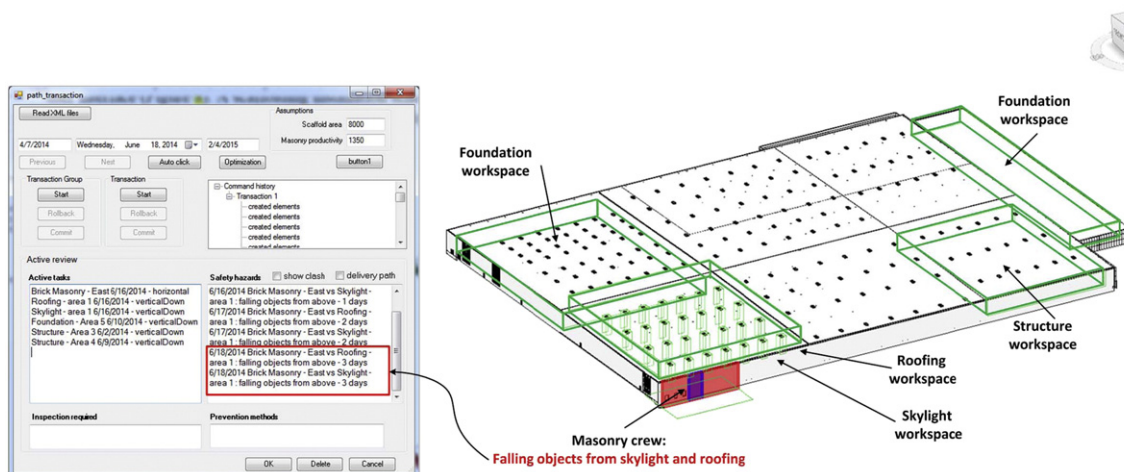 path_transaction
Read XML files
Assumptions
Scaffold area 8000
Masonry productivity 1350
4/7/2014 Wednesday, June 18, 2014 2/4/2015
Previous Next Auto click Optimization button1
Transaction Group Transaction
Start Start
Rollback Rollback
Commit Commit
Command history
Transaction 1
created elements
created elements
created elements
created elements
created elements
Active review
Active tasks
Brick Masonry - East 6/16/2014 - horizontal
Roofing - area 1 6/16/2014 - verticalDown
Skylight - area 1 6/16/2014 - verticalDown
Foundation - Area 5 6/10/2014 - verticalDown
Structure - Area 3 6/2/2014 - verticalDown
Structure - Area 4 6/9/2014 - verticalDown
Safety hazards show clash delivery path
6/16/2014 Brick Masonry - East vs Skylight -
area 1 : falling objects from above - 1 days
6/17/2014 Brick Masonry - East vs Roofing -
area 1 : falling objects from above - 2 days
6/17/2014 Brick Masonry - East vs Skylight -
area 1 : falling objects from above - 2 days
6/18/2014 Brick Masonry - East vs Roofing -
area 1 : falling objects from above - 3 days
6/18/2014 Brick Masonry - East vs Skylight -
area 1 : falling objects from above - 3 days
Inspection required Prevention methods
OK Delete Cancel
Foundation
workspace
Foundation
workspace
Structure
workspace
Roofing
workspace
Skylight
workspace
Masonry crew:
Falling objects from skylight and roofing